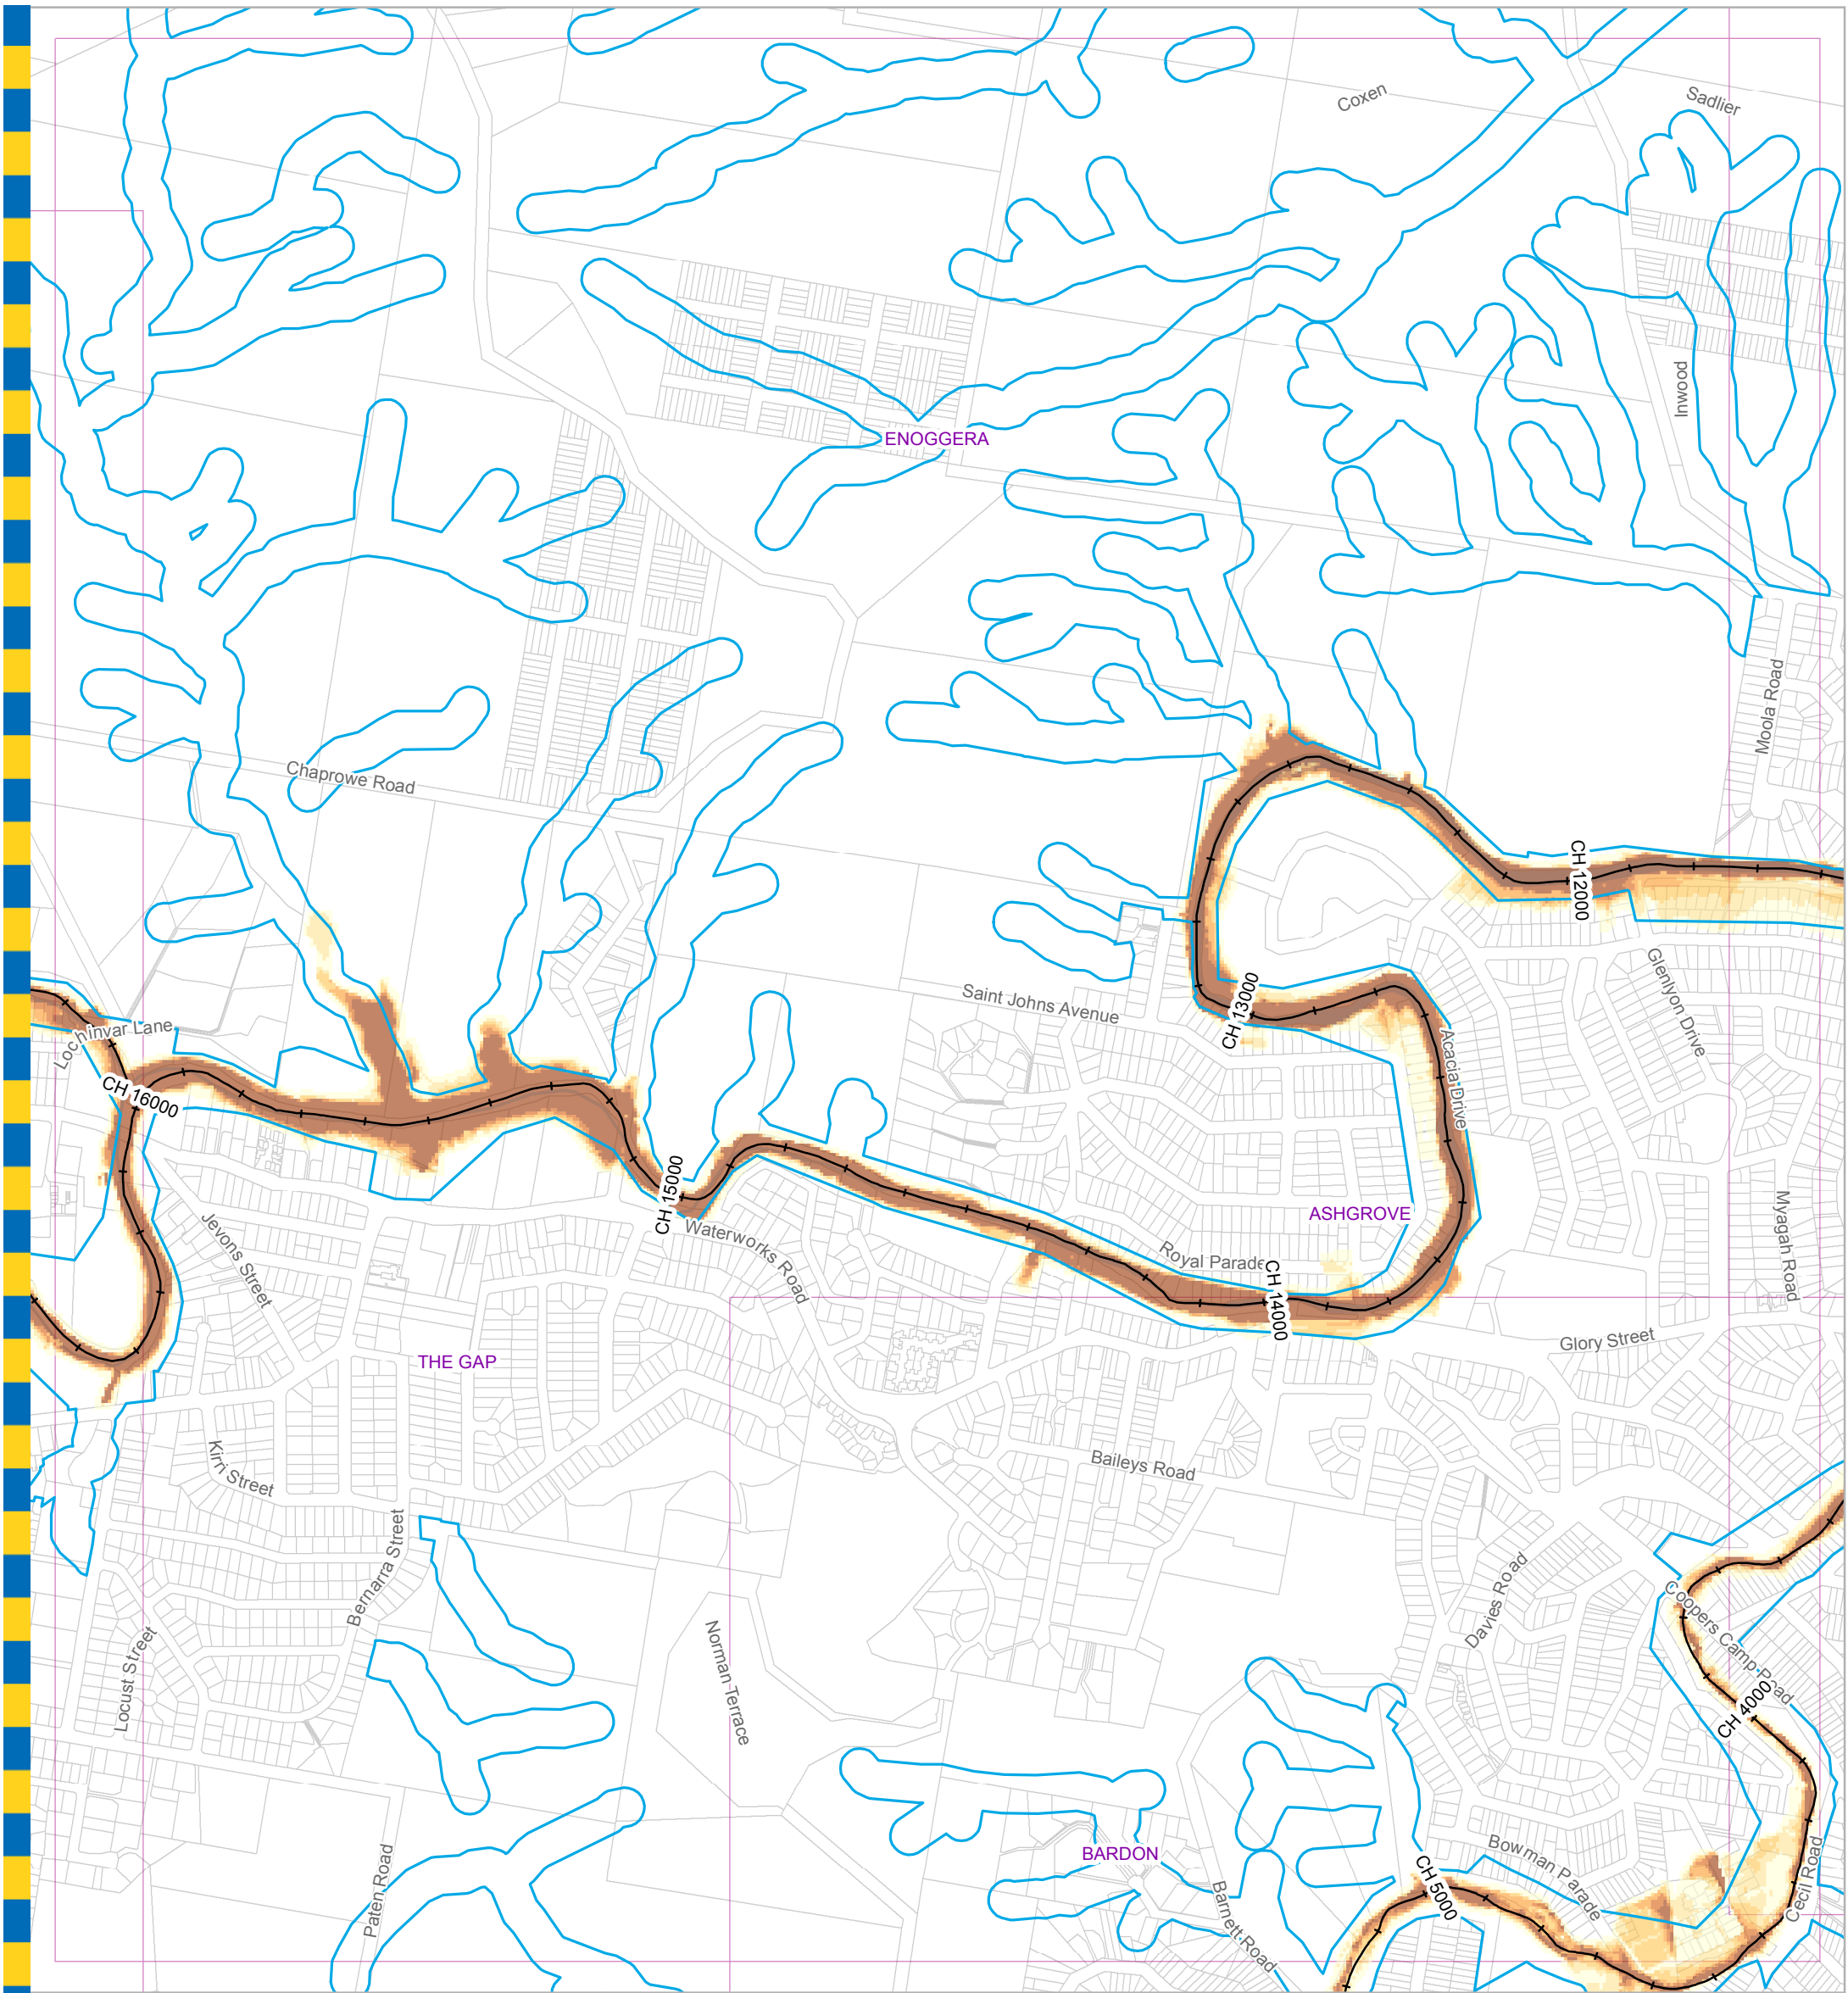 Coxen
Sadlier
Inwood
ENOGGERA
Moola Road
Chaprowe Road
CH 12000
Glenlyon Drive
Saint Johns Avenue
CH 13000
Lochinvar Lane
Acacia Drive
CH 16000
CH 15000
Jevons Street
Waterworks Road
ASHGROVE
Myagah Road
Royal Parade
CH 14000
Glory Street
THE GAP
Kirri Street
Baileys Road
Bernarra Street
Davies Road
Coopers Camp Road
Locust Street
Norman Terrace
CH 4000
BARDON
Bowman Parade
Cecil Road
Paten Road
CH 5000
Barnett Road